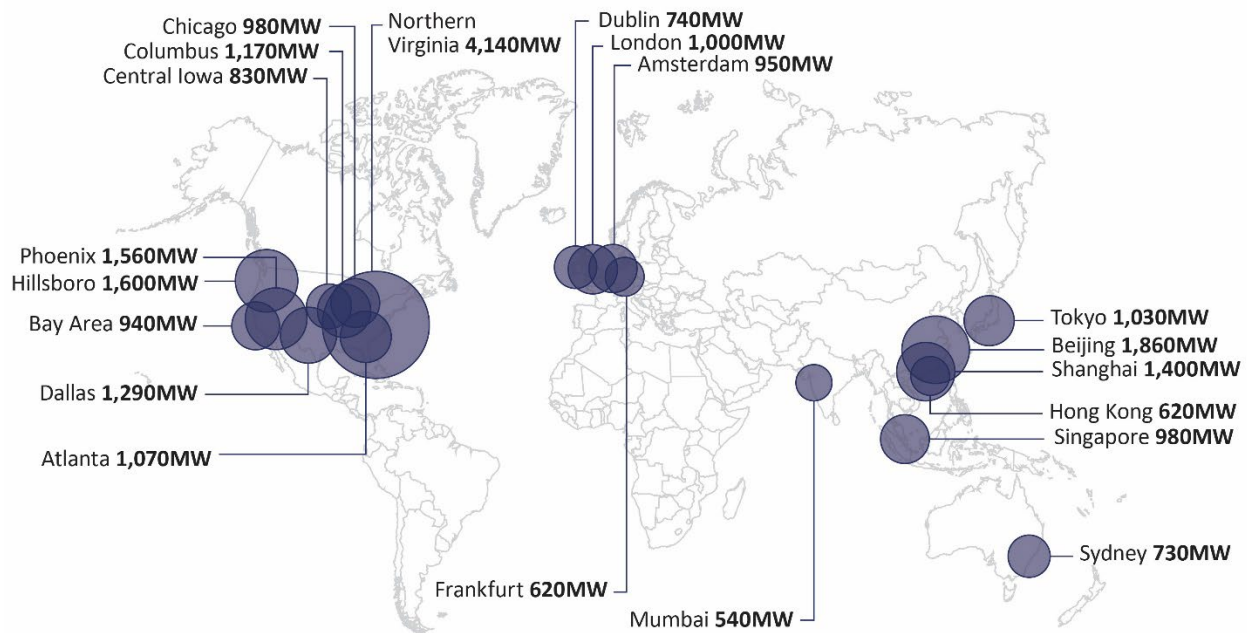 Chicago 980MW
Columbus 1,170MW
Central Iowa 830MW
Northern
Virginia 4,140MW
Dublin 740MW
London 1,000MW
Amsterdam 950MW
Phoenix 1,560MW
Hillsboro 1,600MW
Bay Area 940MW
Dallas 1,290MW
Atlanta 1,070MW
Tokyo 1,030MW
Beijing 1,860MW
Shanghai 1,400MW
Hong Kong 620MW
Singapore 980MW
Sydney 730MW
Frankfurt 620MW
Mumbai 540MW